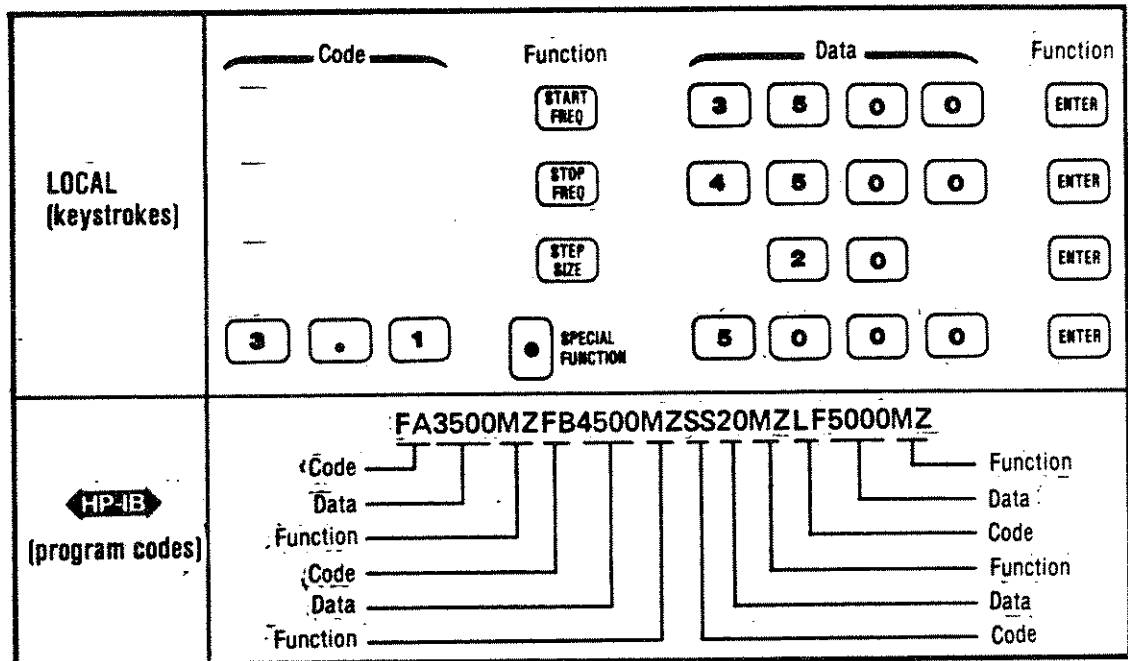 Code Function Data Function
START FREQ 3 5 0 0 ENTER
STOP FREQ 4 5 0 0 ENTER
LOCAL
(keystrokes)
STEP SIZE 2 0 ENTER
3 . 1 SPECIAL FUNCTION 5 0 0 0 ENTER
FA3500MZFB4500MZSS20MZLF5000MZ
HP-IB
(program codes)
Code
Data
Function
Code
Data
Function
Function
Data
Code
Function
Data
Code